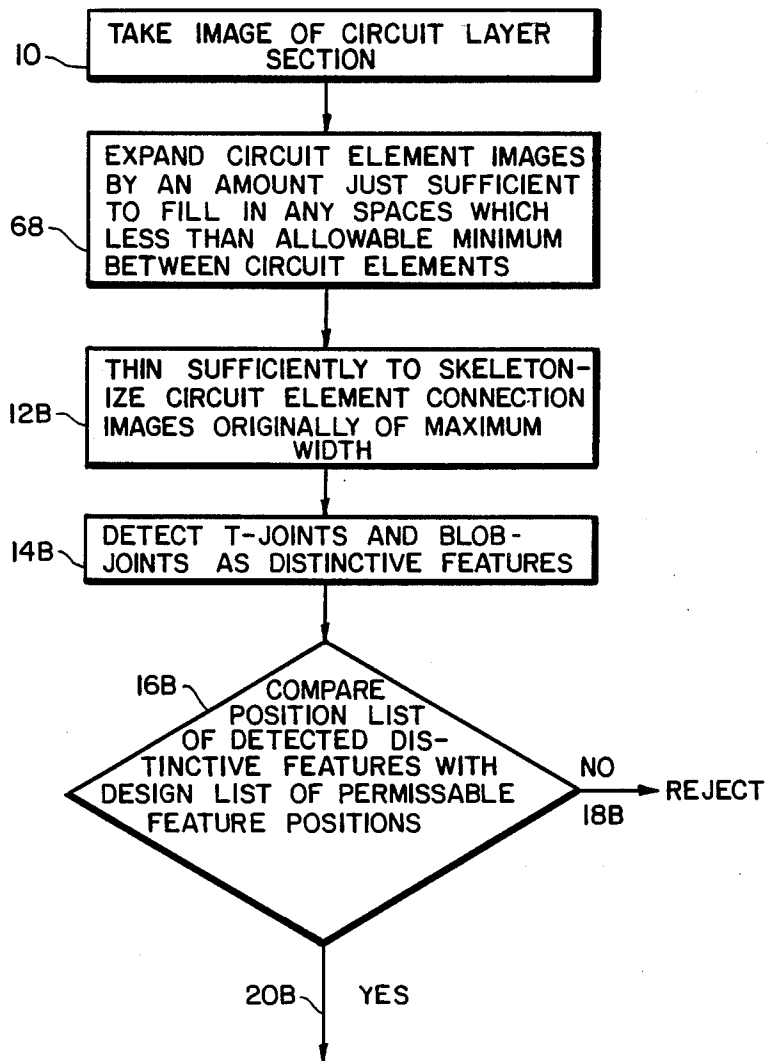 TAKE IMAGE OF CIRCUIT LAYER
SECTION
10
EXPAND CIRCUIT ELEMENT IMAGES
BY AN AMOUNT JUST SUFFICIENT
TO FILL IN ANY SPACES WHICH
LESS THAN ALLOWABLE MINIMUM
BETWEEN CIRCUIT ELEMENTS.
68
THIN SUFFICIENTLY TO SKELETON-
IZE CIRCUIT ELEMENT CONNECTION
IMAGES ORIGINALLY OF MAXIMUM
WIDTH
12B
DETECT T-JOINTS AND BLOB-
JOINTS AS DISTINCTIVE FEATURES
14B
16B
COMPARE
POSITION LIST
OF DETECTED DIS-
TINCTIVE FEATURES WITH
DESIGN LIST OF PERMISSABLE
FEATURE POSITIONS
NO
18B
REJECT
20B
YES